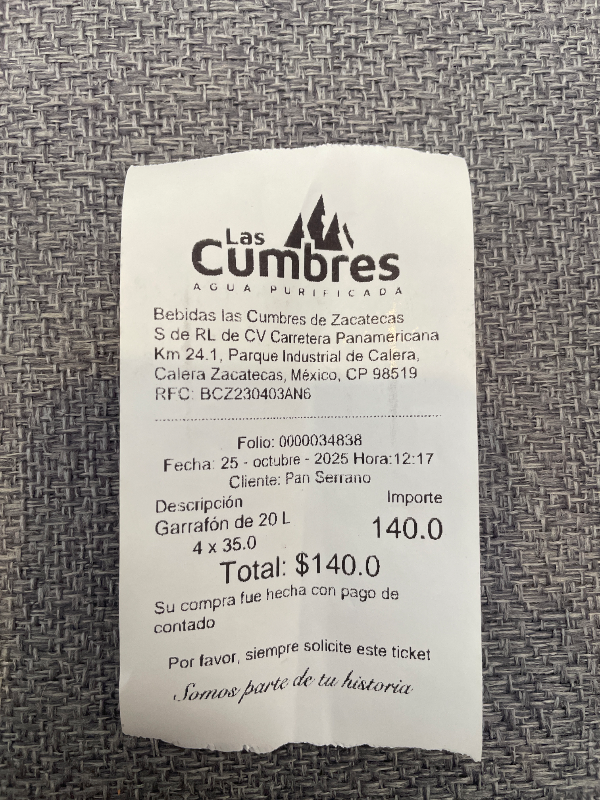 Las
Cumbres
AGUA PURIFICADA
Bebidas las Cumbres de Zacatecas
S de RL de CV Carretera Panamericana
Km 24.1, Parque Industrial de Calera,
Calera Zacatecas, México, CP 98519
RFC: BCZ230403AN6
Folio: 0000034838
Fecha: 25 - octubre - 2025 Hora:12:17
Cliente: Pan Serrano
Descripción Importe
Garrafón de 20 L 140.0
4 x 35.0
Total: $140.0
Su compra fue hecha con pago de
contado
Por favor, siempre solicite este ticket
Somos parte de tu historia